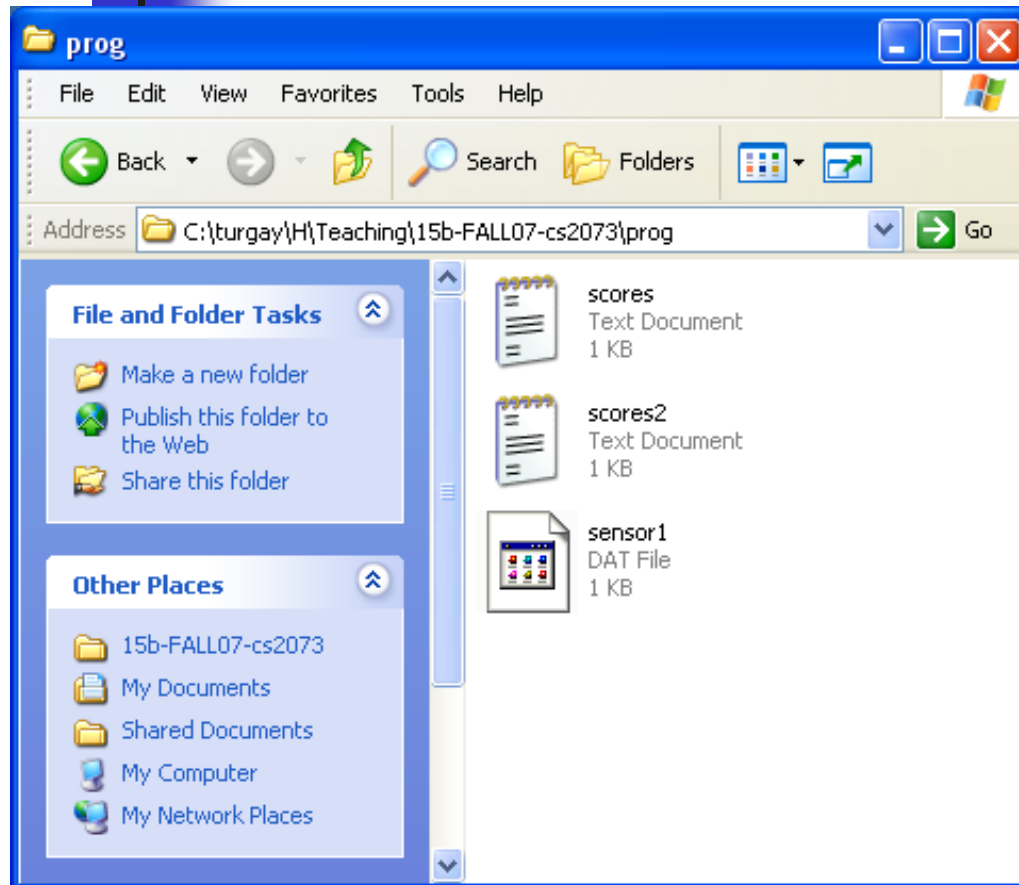 prog
File Edit View Favorites Tools Help
Back Search Folders
Address C:\turgay\H\Teaching\15b-FALL07-cs2073\prog Go
File and Folder Tasks
Make a new folder
Publish this folder to
the Web
Share this folder
Other Places
15b-FALL07-cs2073
My Documents
Shared Documents
My Computer
My Network Places
scores
Text Document
1 KB
scores2
Text Document
1 KB
sensor1
DAT File
1 KB